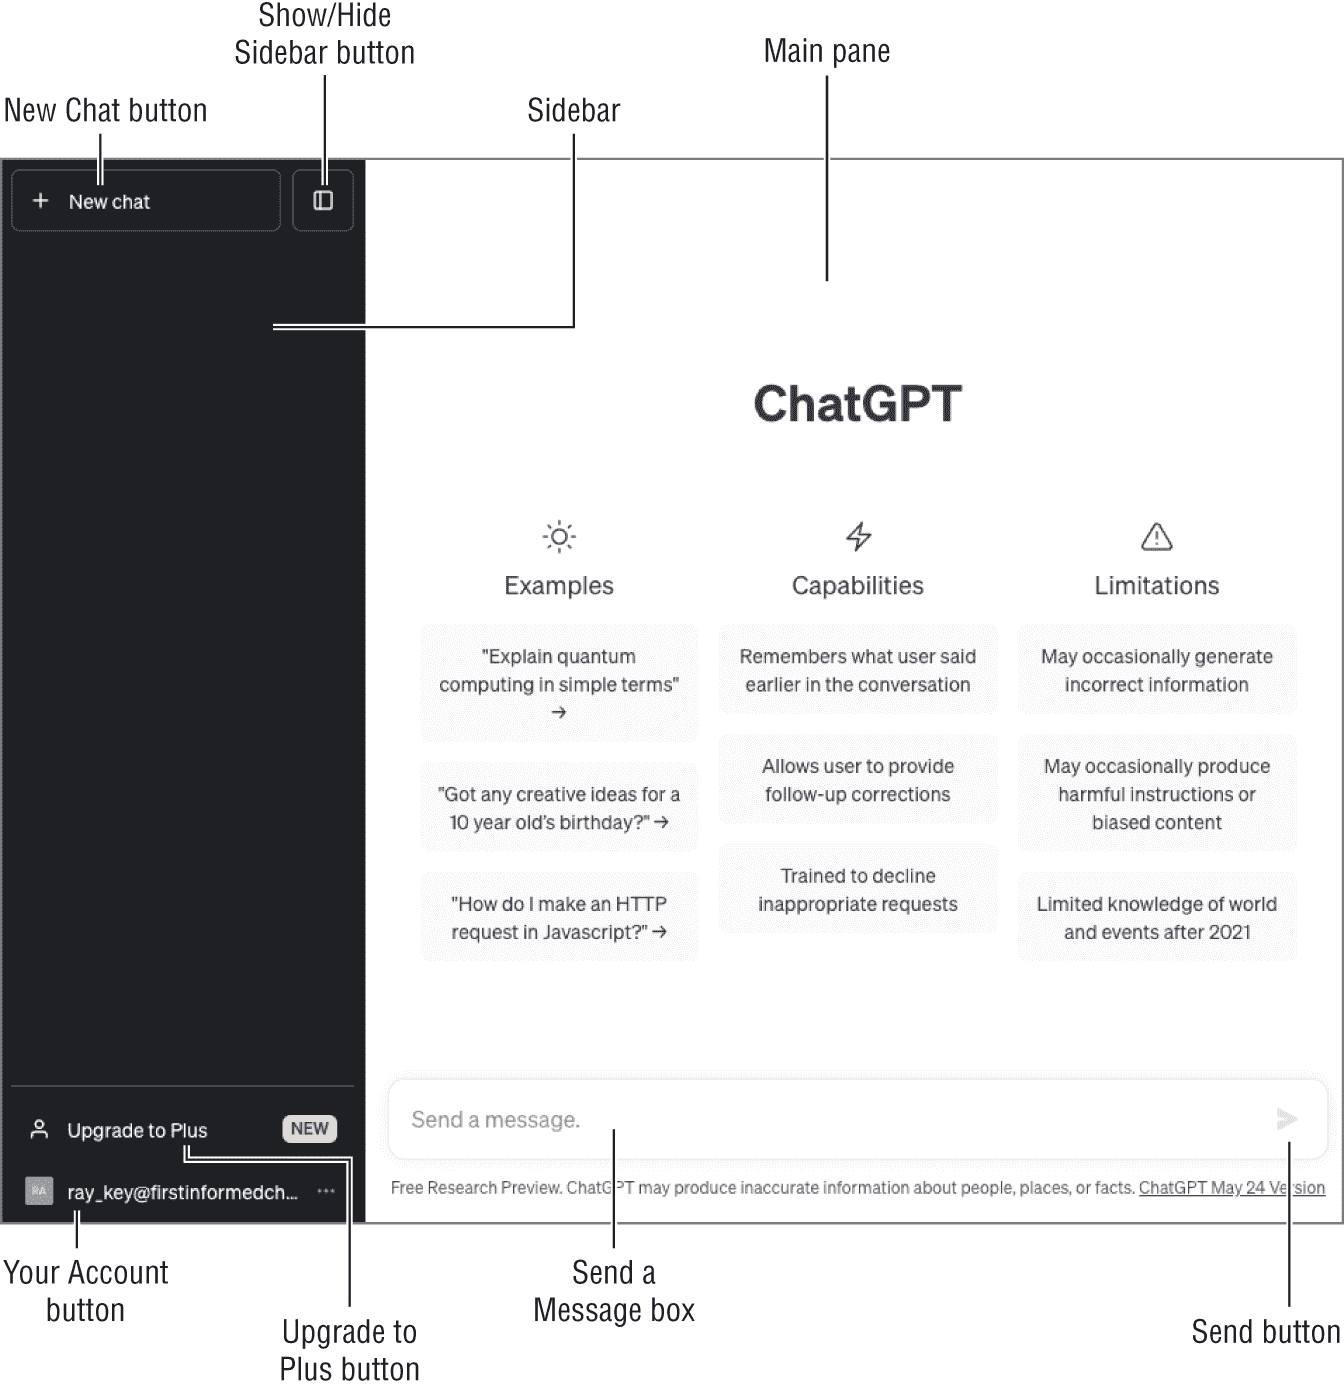 Show/Hide
Sidebar button
Main pane
New Chat button
Sidebar
+ New chat
ChatGPT
Examples
Capabilities
Limitations
"Explain quantum
computing in simple terms"
→
"Got any creative ideas for a
10 year old's birthday?" →
"How do I make an HTTP
request in Javascript?" →
Remembers what user said
earlier in the conversation
Allows user to provide
follow-up corrections
Trained to decline
inappropriate requests
May occasionally generate
incorrect information
May occasionally produce
harmful instructions or
biased content
Limited knowledge of world
and events after 2021
Upgrade to Plus NEW
RA ray_key@firstinformedch... ···
Send a message.
Free Research Preview. ChatGPT may produce inaccurate information about people, places, or facts. ChatGPT May 24 Version
Your Account
button
Upgrade to
Plus button
Send a
Message box
Send button